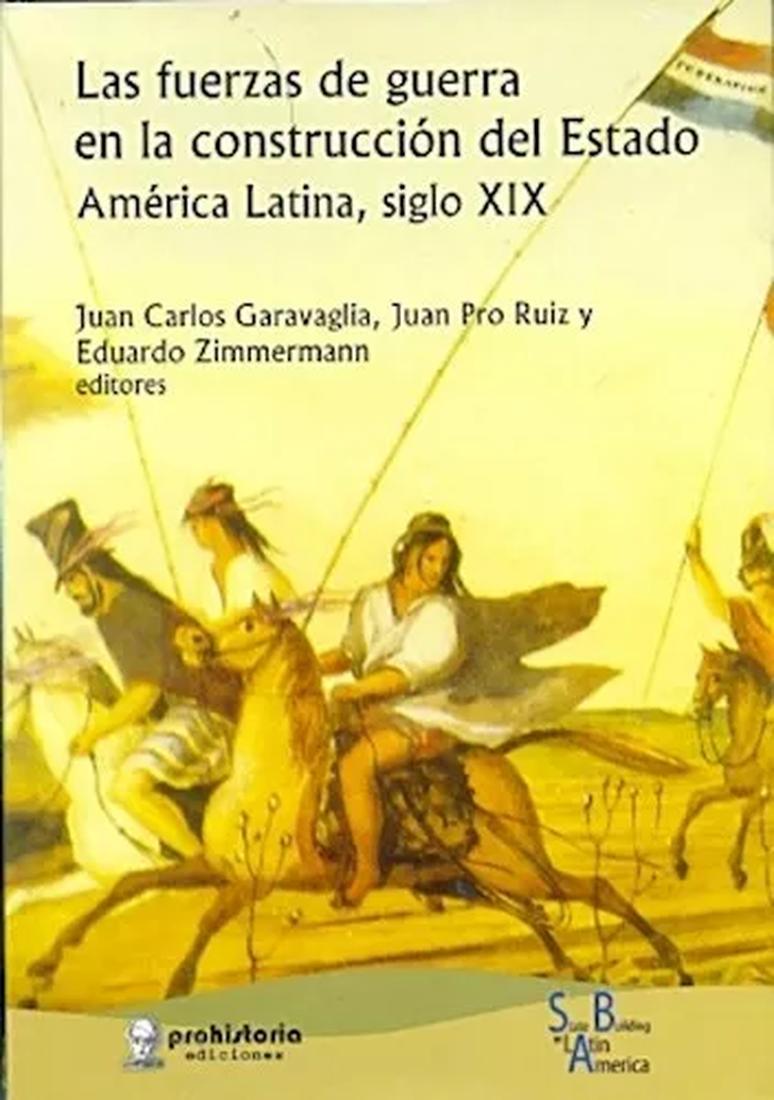 Las fuerzas de guerra
en la construcción del Estado
América Latina, siglo XIX
FEDERACION
Juan Carlos Garavaglia, Juan Pro Ruiz y
Eduardo Zimmermann
editores
prohistoria
ediciones
State Building
in LAtin
America